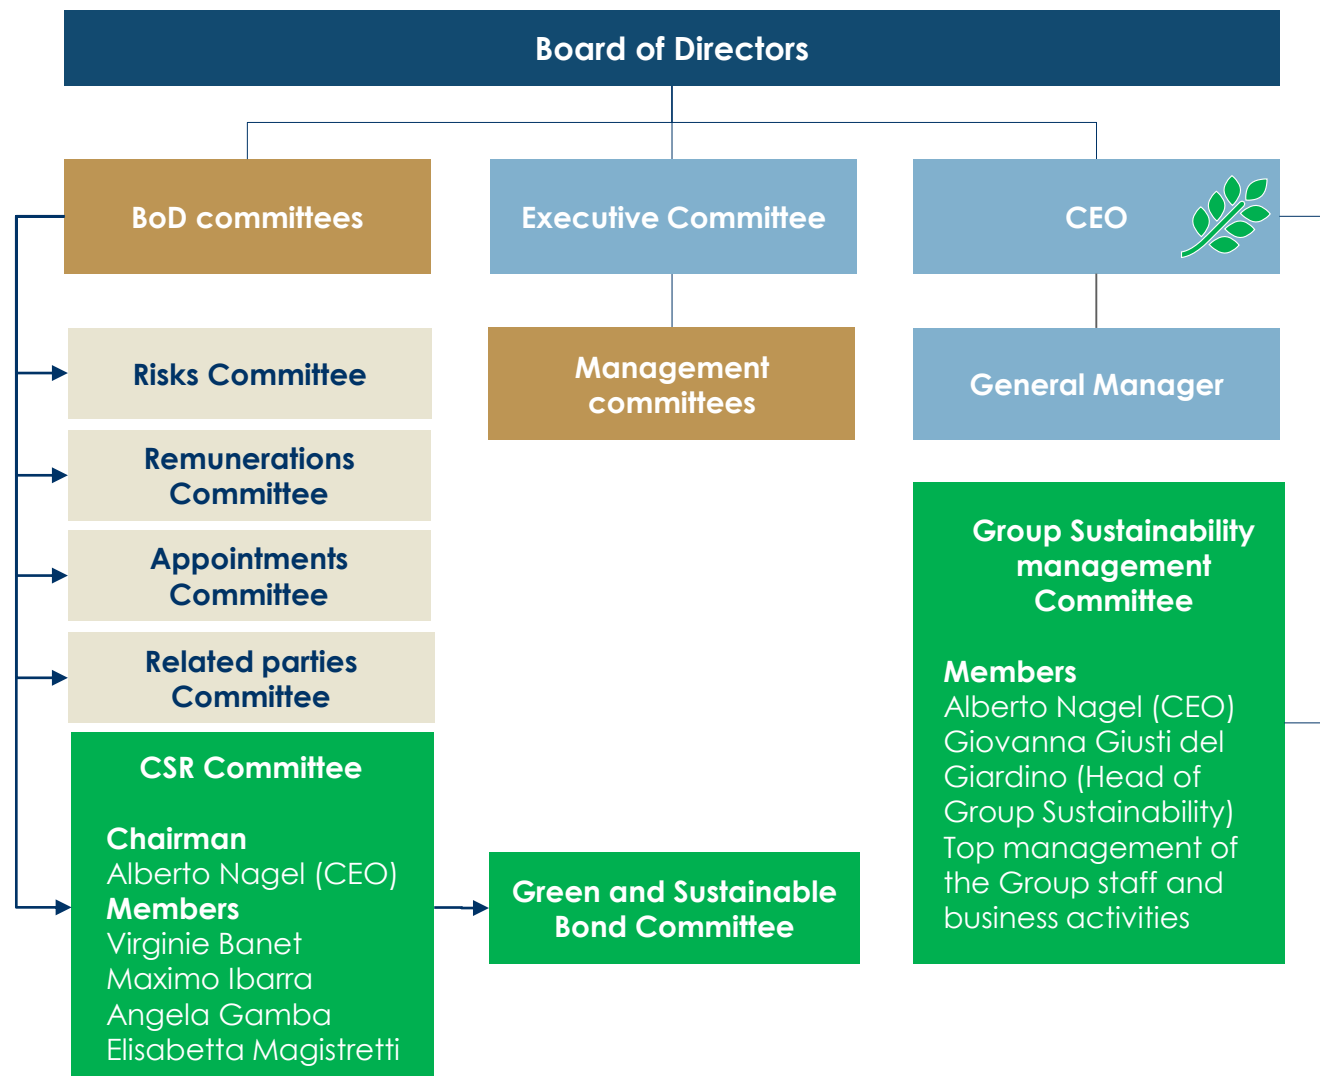 Board of Directors
BoD committees
Executive Committee
CEO
Risks Committee
Management
committees
General Manager
Remunerations
Committee
Appointments
Committee
Related parties
Committee
CSR Committee
Chairman
Alberto Nagel (CEO)
Members
Virginie Banet
Maximo Ibarra
Angela Gamba
Elisabetta Magistretti
Green and Sustainable
Bond Committee
Group Sustainability
management
Committee
Members
Alberto Nagel (CEO)
Giovanna Giusti del
Giardino (Head of
Group Sustainability)
Top management of
the Group staff and
business activities